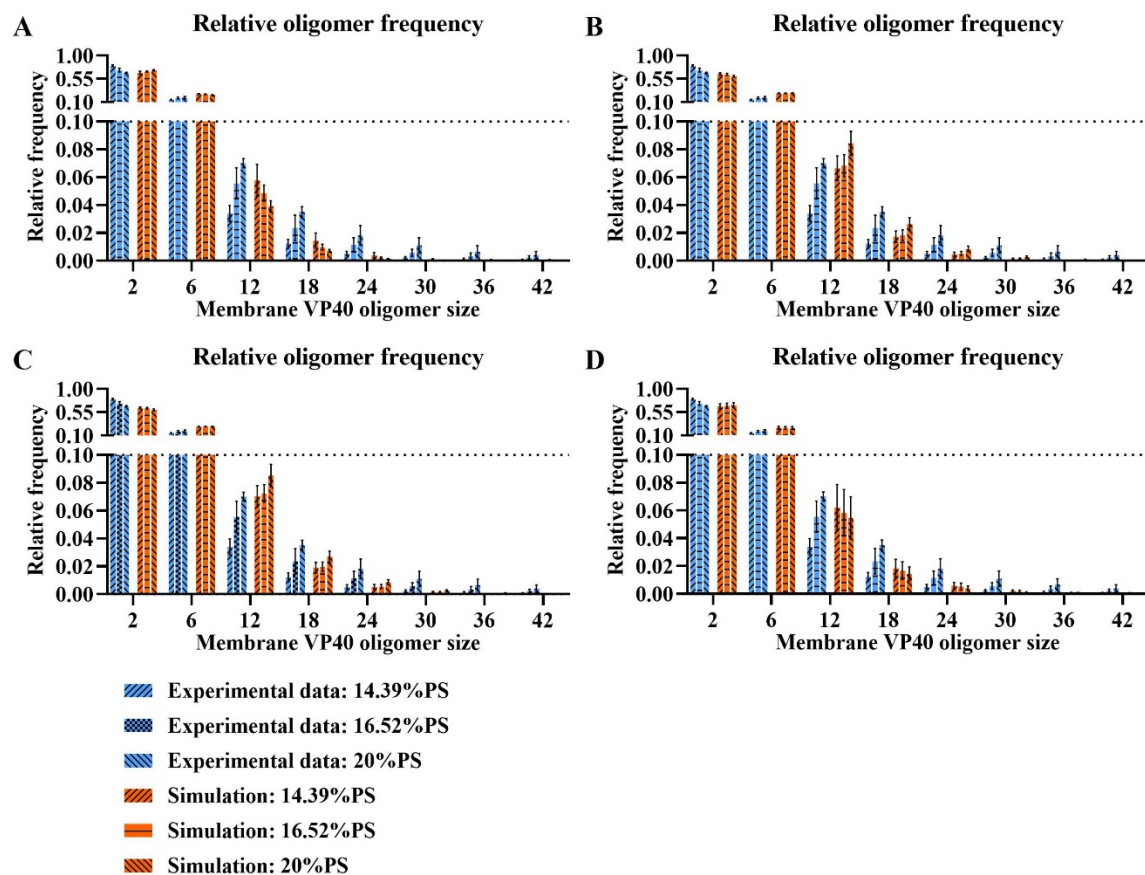 A
Relative oligomer frequency
Relative frequency
1.00
0.55
0.10
0.10
0.08
0.06
0.04
0.02
0.00
2 6 12 18 24 30 36 42
Membrane VP40 oligomer size
B
Relative oligomer frequency
Relative frequency
1.00
0.55
0.10
0.10
0.08
0.06
0.04
0.02
0.00
2 6 12 18 24 30 36 42
Membrane VP40 oligomer size
C
Relative oligomer frequency
Relative frequency
1.00
0.55
0.10
0.10
0.08
0.06
0.04
0.02
0.00
2 6 12 18 24 30 36 42
Membrane VP40 oligomer size
D
Relative oligomer frequency
Relative frequency
1.00
0.55
0.10
0.10
0.08
0.06
0.04
0.02
0.00
2 6 12 18 24 30 36 42
Membrane VP40 oligomer size
Experimental data: 14.39%PS
Experimental data: 16.52%PS
Experimental data: 20%PS
Simulation: 14.39%PS
Simulation: 16.52%PS
Simulation: 20%PS